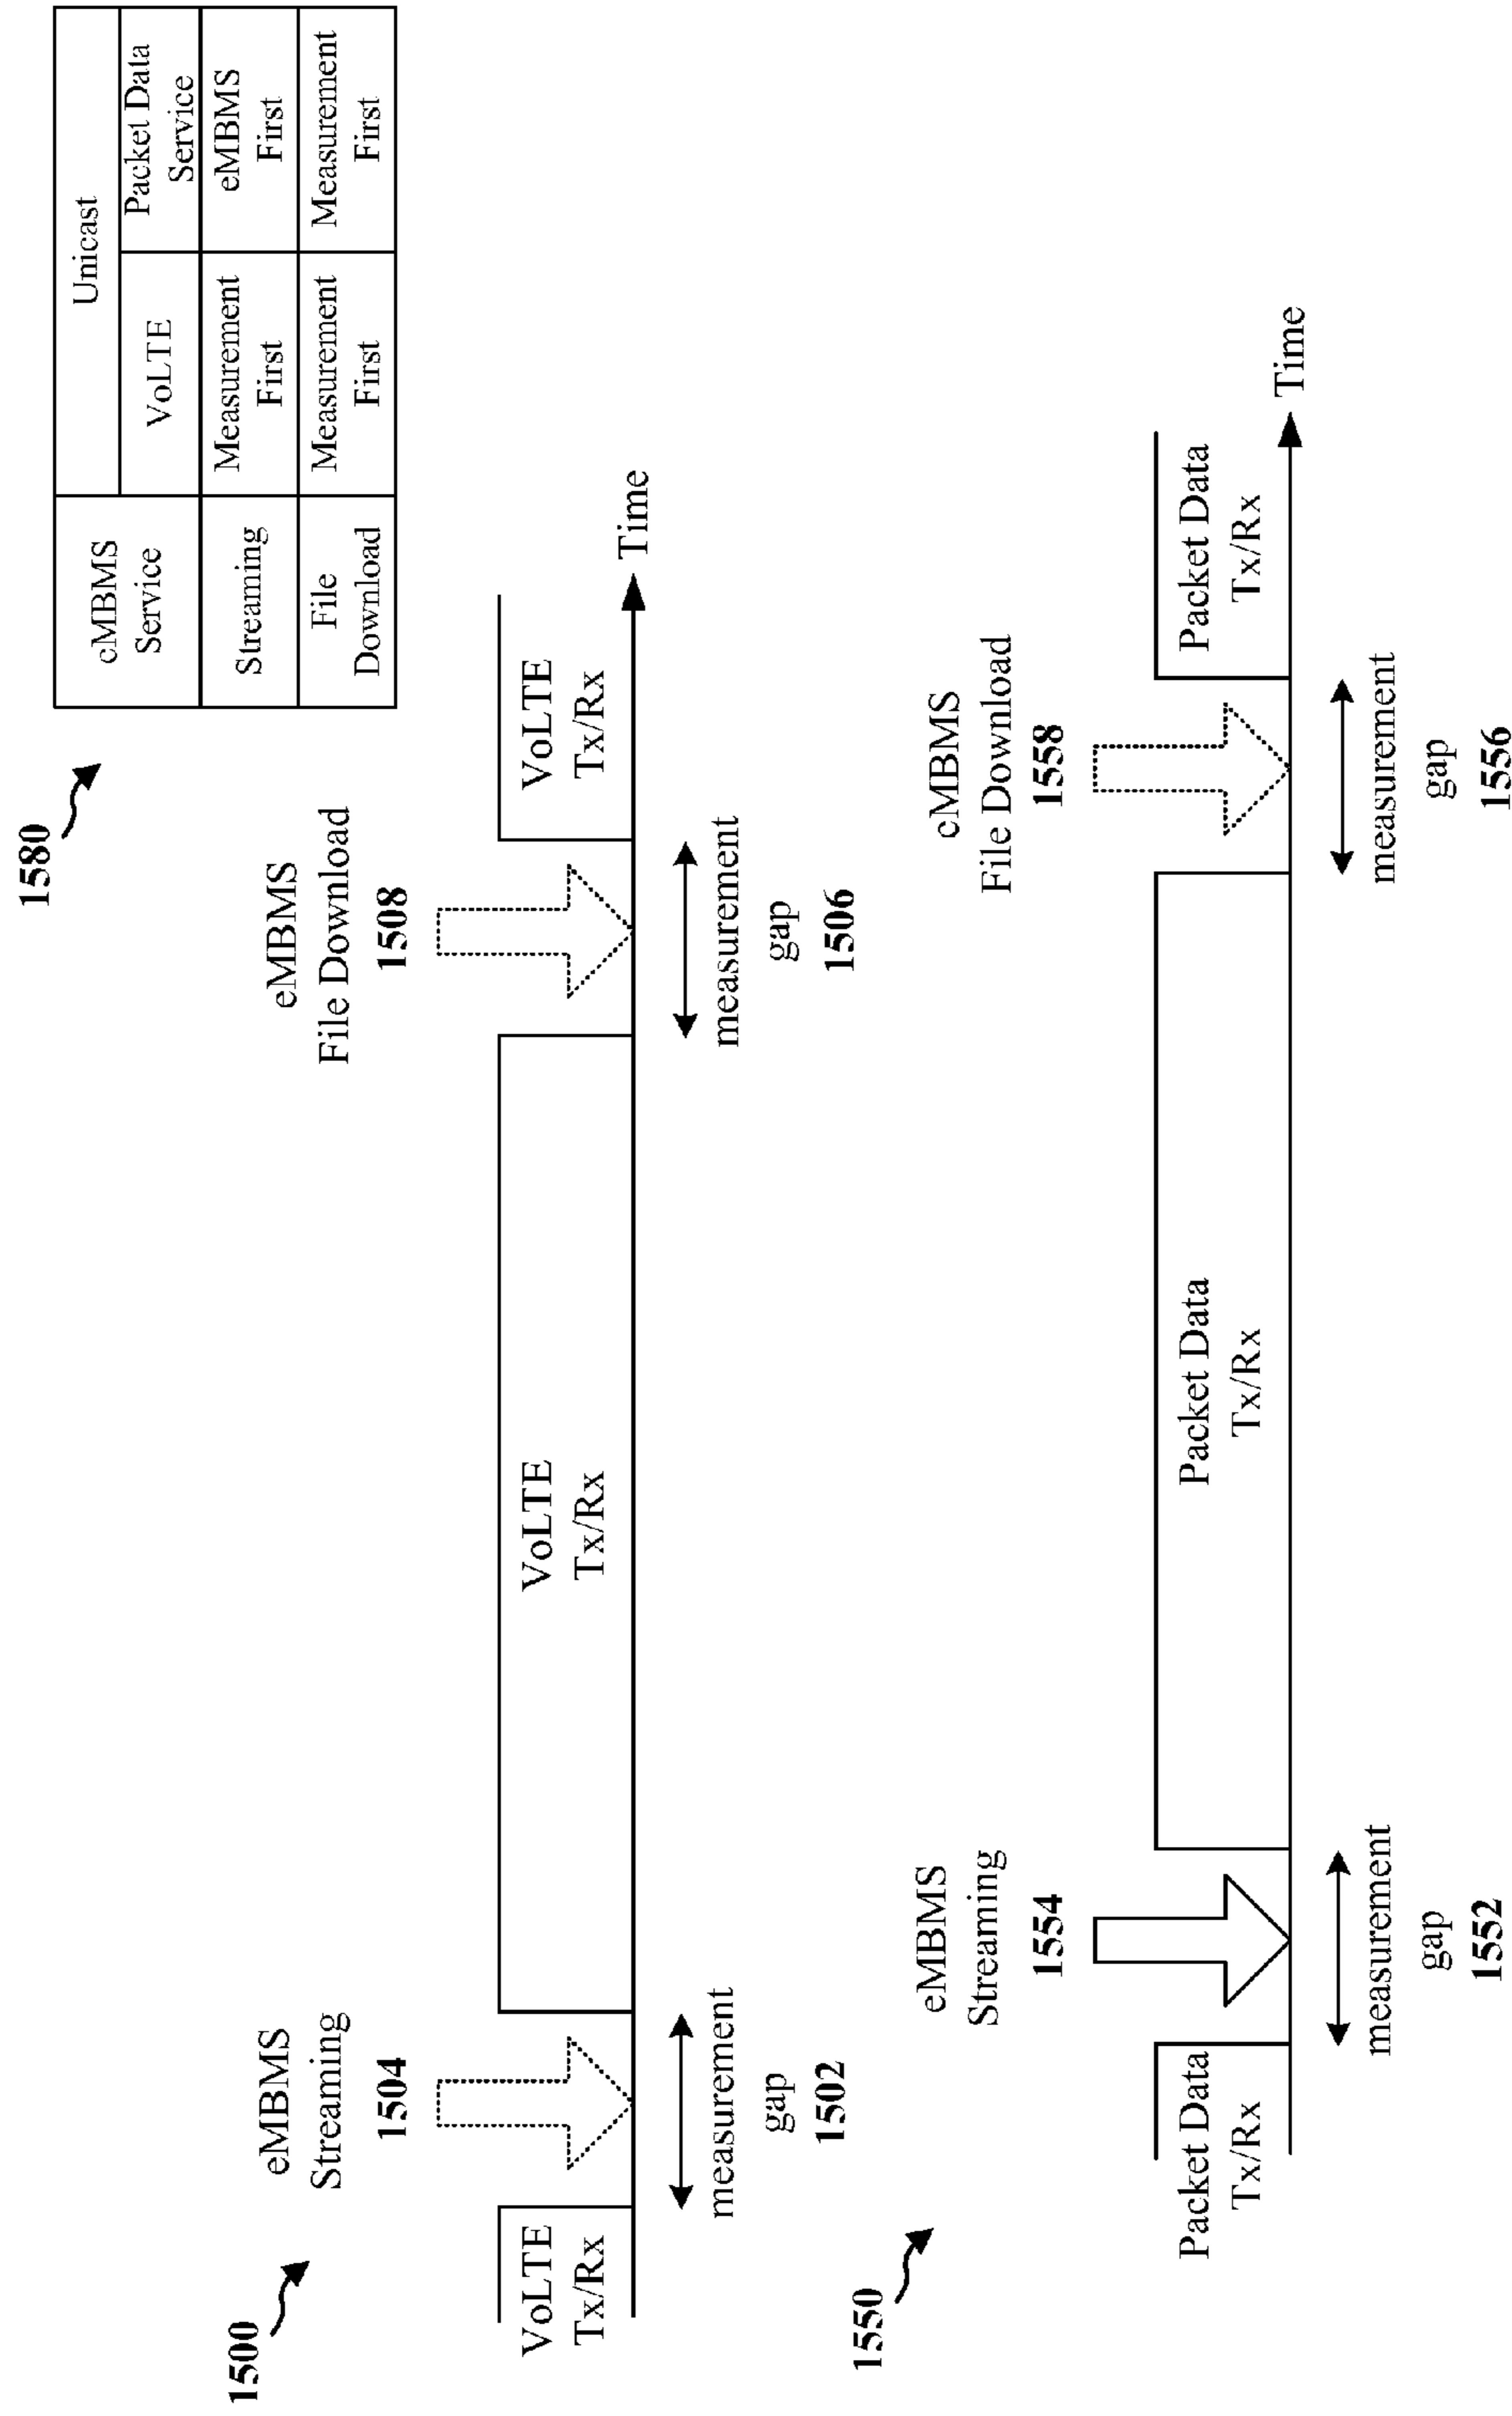 1580
eMBMS
Service
Unicast
VoLTE
Packet Data
Service
Streaming
Measurement
First
eMBMS
First
File
Download
Measurement
First
Measurement
First
1500
eMBMS
Streaming
1504
eMBMS
File Download
1508
VoLTE
Tx/Rx
VoLTE
Tx/Rx
VoLTE
Tx/Rx
Time
measurement
gap
1502
measurement
gap
1506
1550
eMBMS
Streaming
1554
eMBMS
File Download
1558
Packet Data
Tx/Rx
Packet Data
Tx/Rx
Packet Data
Tx/Rx
Time
measurement
gap
1552
measurement
gap
1556